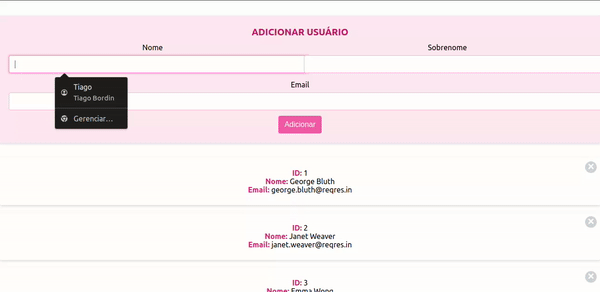 ADICIONAR USUÁRIO
Nome
Sobrenome
Tiago
Tiago Bordin
Gerenciar...
Email
Adicionar
ID: 1
Nome: George Bluth
Email: george.bluth@reqres.in
ID: 2
Nome: Janet Weaver
Email: janet.weaver@reqres.in
ID: 3
Nome: Emma Wong